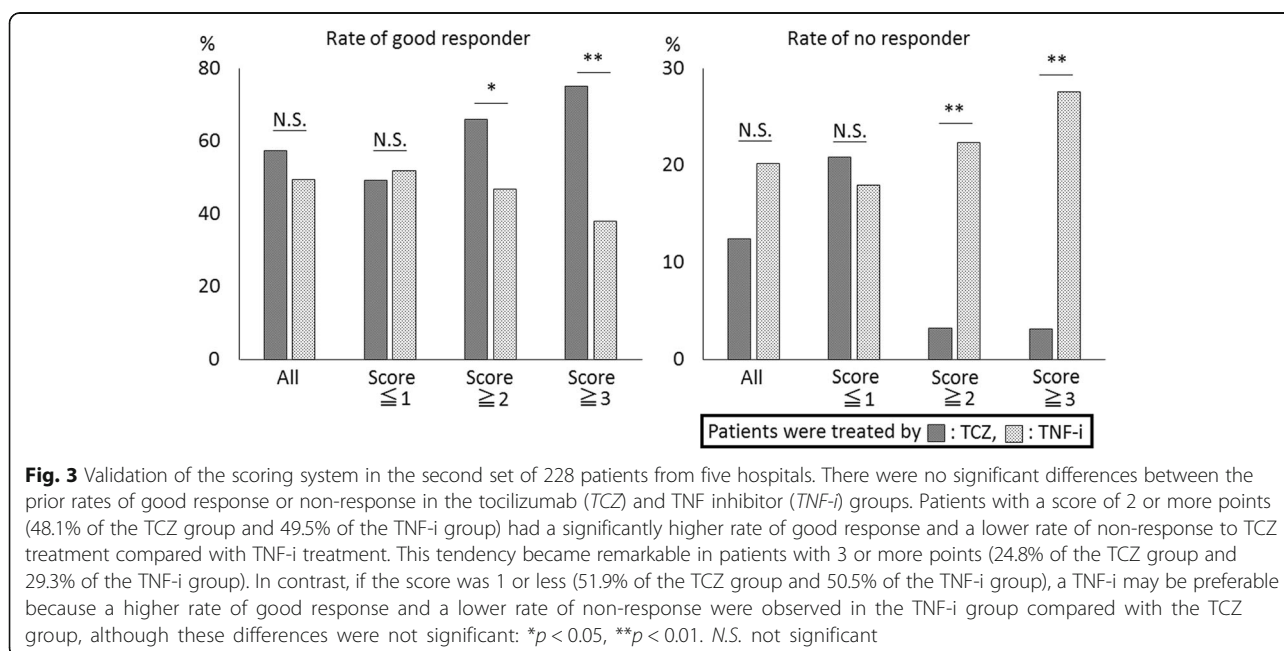 Rate of good responder
%
80
60
40
20
0
N.S.
N.S.
*
**
All
Score
≦1
Score
≧2
Score
≧3
Rate of no responder
%
30
20
10
0
N.S.
N.S.
**
**
All
Score
≦1
Score
≧2
Score
≧3
Patients were treated by : TCZ, : TNF-i
Fig. 3 Validation of the scoring system in the second set of 228 patients from five hospitals. There were no significant differences between the
prior rates of good response or non-response in the tocilizumab (TCZ) and TNF inhibitor (TNF-i) groups. Patients with a score of 2 or more points
(48.1% of the TCZ group and 49.5% of the TNF-i group) had a significantly higher rate of good response and a lower rate of non-response to TCZ
treatment compared with TNF-i treatment. This tendency became remarkable in patients with 3 or more points (24.8% of the TCZ group and
29.3% of the TNF-i group). In contrast, if the score was 1 or less (51.9% of the TCZ group and 50.5% of the TNF-i group), a TNF-i may be preferable
because a higher rate of good response and a lower rate of non-response were observed in the TNF-i group compared with the TCZ
group, although these differences were not significant: *p < 0.05, **p < 0.01. N.S. not significant